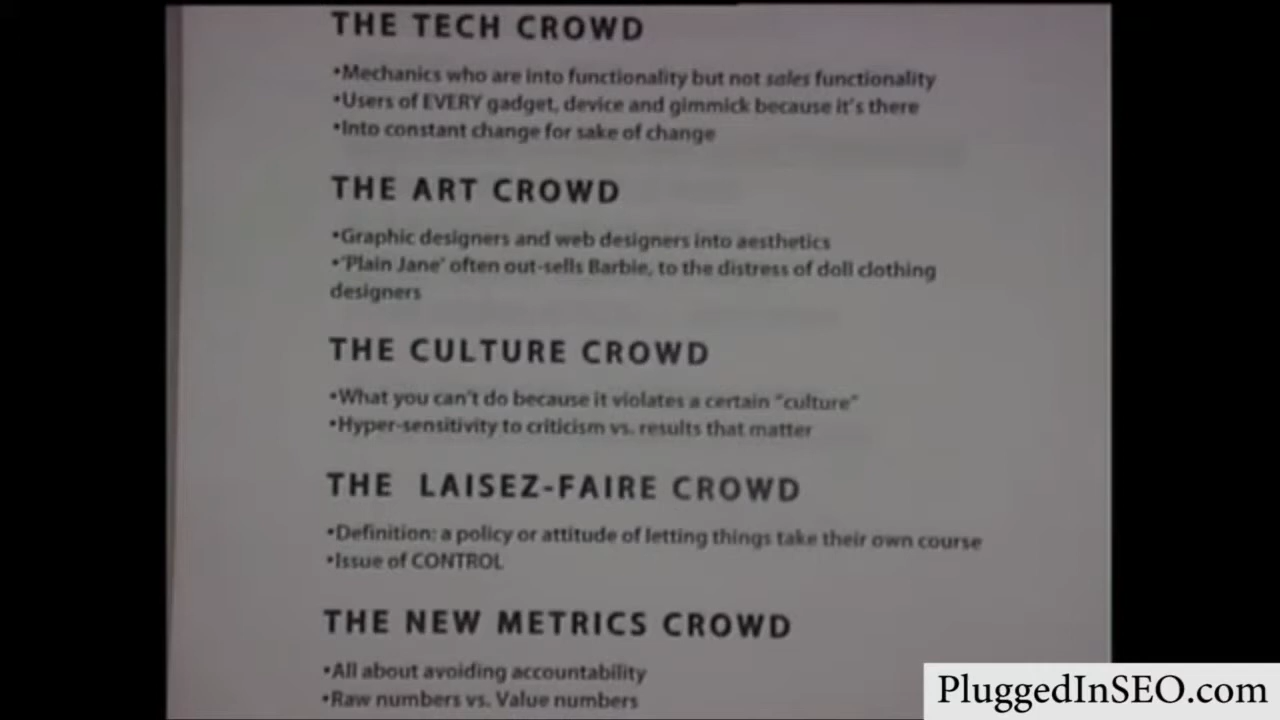 THE TECH CROWD
•Mechanics who are into functionality but not sales functionality
•Users of EVERY gadget, device and gimmick because it's there
•Into constant change for sake of change
THE ART CROWD
•Graphic designers and web designers into aesthetics
•'Plain Jane' often out-sells Barbie, to the distress of doll clothing
designers
THE CULTURE CROWD
•What you can't do because it violates a certain "culture"
•Hyper-sensitivity to criticism vs. results that matter
THE LAISEZ-FAIRE CROWD
•Definition: a policy or attitude of letting things take their own course
•Issue of CONTROL
THE NEW METRICS CROWD
•All about avoiding accountability
•Raw numbers vs. Value numbers
PluggedInSEO.com